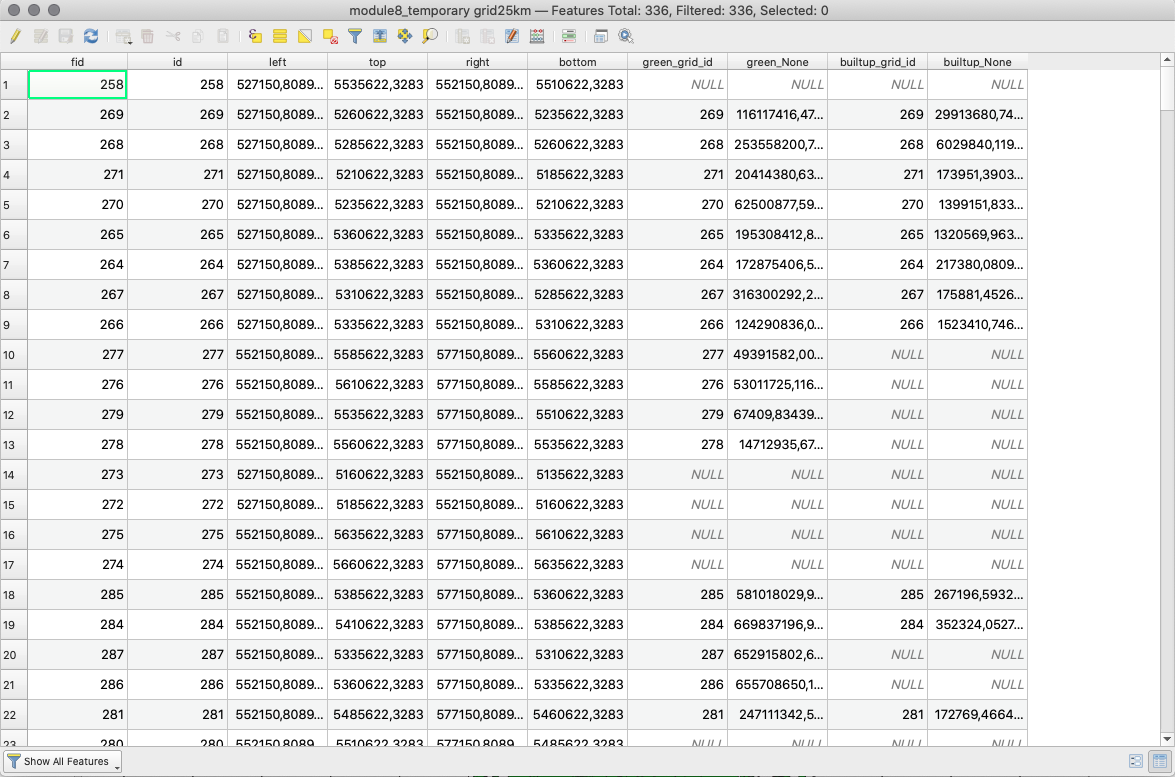 module8_temporary grid25km — Features Total: 336, Filtered: 336, Selected: 0
fid id left top right bottom green_grid_id green_None builtup_grid_id builtup_None
1 258 258 527150,8089... 5535622,3283 552150,8089... 5510622,3283 NULL NULL NULL NULL
2 269 269 527150,8089... 5260622,3283 552150,8089... 5235622,3283 269 116117416,47... 269 29913680,74...
3 268 268 527150,8089... 5285622,3283 552150,8089... 5260622,3283 268 253558200,7... 268 6029840,119...
4 271 271 527150,8089... 5210622,3283 552150,8089... 5185622,3283 271 20414380,63... 271 173951,3903...
5 270 270 527150,8089... 5235622,3283 552150,8089... 5210622,3283 270 62500877,59... 270 1399151,833...
6 265 265 527150,8089... 5360622,3283 552150,8089... 5335622,3283 265 195308412,8... 265 1320569,963...
7 264 264 527150,8089... 5385622,3283 552150,8089... 5360622,3283 264 172875406,5... 264 217380,0809...
8 267 267 527150,8089... 5310622,3283 552150,8089... 5285622,3283 267 316300292,2... 267 175881,4526...
9 266 266 527150,8089... 5335622,3283 552150,8089... 5310622,3283 266 124290836,0... 266 1523410,746...
10 277 277 552150,8089... 5585622,3283 577150,8089... 5560622,3283 277 49391582,00... NULL NULL
11 276 276 552150,8089... 5610622,3283 577150,8089... 5585622,3283 276 53011725,116... NULL NULL
12 279 279 552150,8089... 5535622,3283 577150,8089... 5510622,3283 279 67409,83439... NULL NULL
13 278 278 552150,8089... 5560622,3283 577150,8089... 5535622,3283 278 14712935,67... NULL NULL
14 273 273 527150,8089... 5160622,3283 552150,8089... 5135622,3283 NULL NULL NULL NULL
15 272 272 527150,8089... 5185622,3283 552150,8089... 5160622,3283 NULL NULL NULL NULL
16 275 275 552150,8089... 5635622,3283 577150,8089... 5610622,3283 NULL NULL NULL NULL
17 274 274 552150,8089... 5660622,3283 577150,8089... 5635622,3283 NULL NULL NULL NULL
18 285 285 552150,8089... 5385622,3283 577150,8089... 5360622,3283 285 581018029,9... 285 267196,5932...
19 284 284 552150,8089... 5410622,3283 577150,8089... 5385622,3283 284 669837196,9... 284 352324,0527...
20 287 287 552150,8089... 5335622,3283 577150,8089... 5310622,3283 287 652915802,6... NULL NULL
21 286 286 552150,8089... 5360622,3283 577150,8089... 5335622,3283 286 655708650,1... NULL NULL
22 281 281 552150,8089... 5485622,3283 577150,8089... 5460622,3283 281 247111342,5... 281 172769,4664...
23 280 280 552150,8089... 5510622,3283 577150,8089... 5485622,3283 NULL NULL NULL NULL
Show All Features